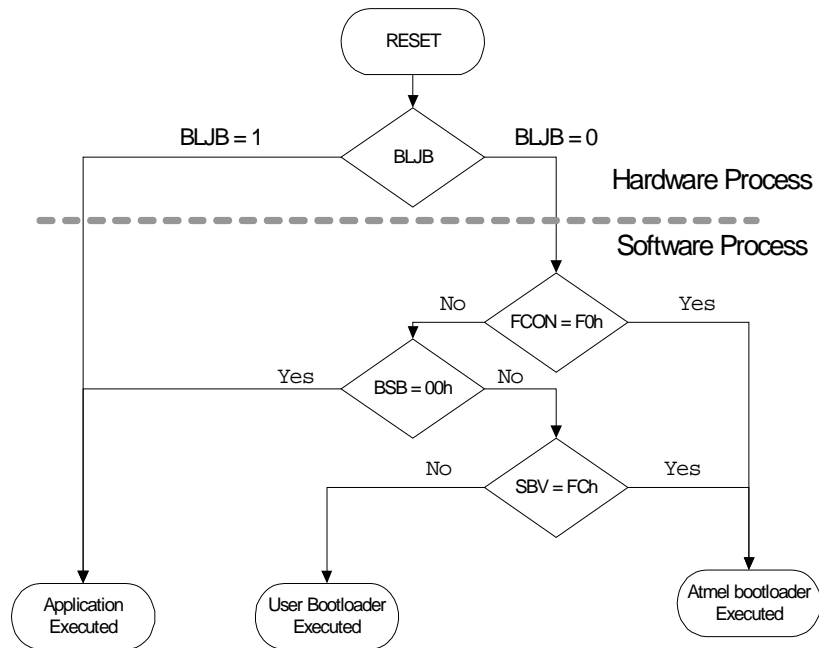 RESET
BLJB = 1
BLJB = 0
BLJB
Hardware Process
Software Process
No
Yes
FCON = F0h
Yes
BSB = 00h
No
No
SBV = FCh
Yes
Application
Executed
User Bootloader
Executed
Atmel bootloader
Executed